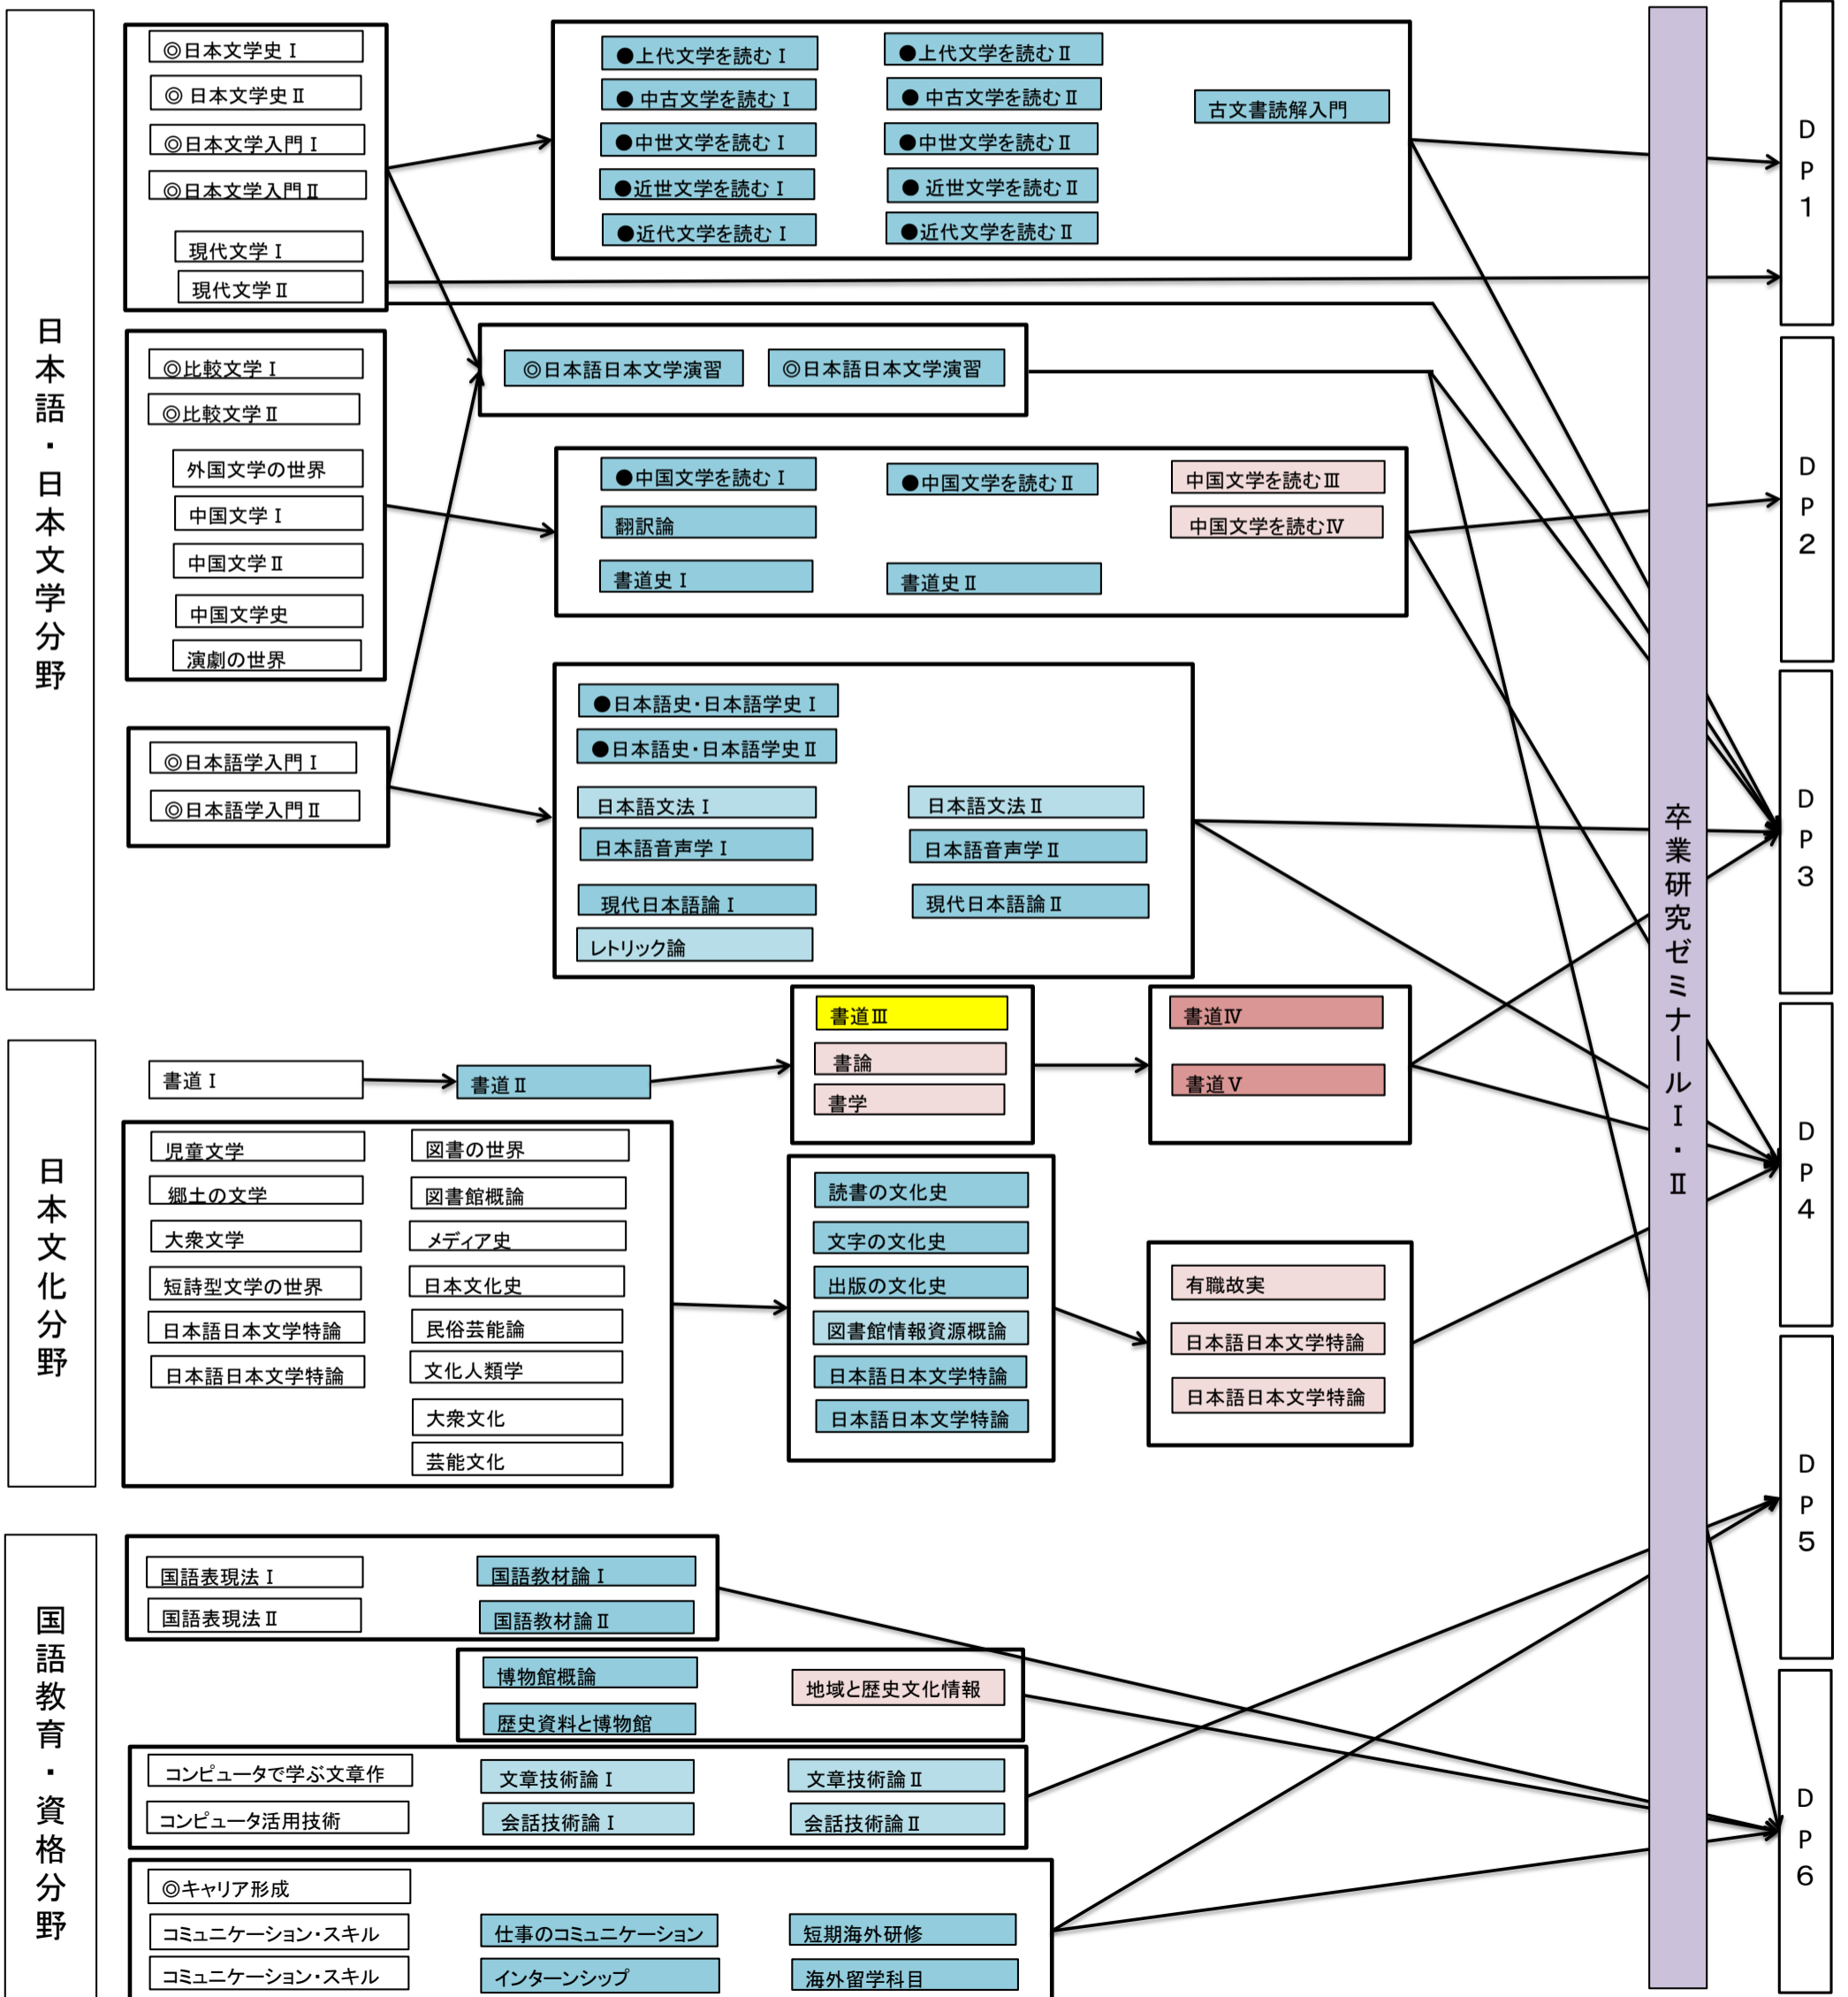 日本語・日本文学分野
◎日本文学史Ⅰ
◎ 日本文学史Ⅱ
◎日本文学入門Ⅰ
◎日本文学入門Ⅱ
現代文学Ⅰ
現代文学Ⅱ
●上代文学を読むⅠ
●上代文学を読むⅡ
● 中古文学を読むⅠ
● 中古文学を読むⅡ
古文書読解入門
●中世文学を読むⅠ
●中世文学を読むⅡ
●近世文学を読むⅠ
● 近世文学を読むⅡ
●近代文学を読むⅠ
●近代文学を読むⅡ
◎比較文学Ⅰ
◎比較文学Ⅱ
外国文学の世界
中国文学Ⅰ
中国文学Ⅱ
中国文学史
演劇の世界
◎日本語日本文学演習
◎日本語日本文学演習
●中国文学を読むⅠ
●中国文学を読むⅡ
中国文学を読むⅢ
翻訳論
中国文学を読むⅣ
書道史Ⅰ
書道史Ⅱ
◎日本語学入門Ⅰ
◎日本語学入門Ⅱ
●日本語史・日本語学史Ⅰ
●日本語史・日本語学史Ⅱ
日本語文法Ⅰ
日本語文法Ⅱ
日本語音声学Ⅰ
日本語音声学Ⅱ
現代日本語論Ⅰ
現代日本語論Ⅱ
レトリック論
日本文化分野
書道Ⅰ
書道Ⅱ
書道Ⅲ
書論
書学
書道Ⅳ
書道Ⅴ
児童文学
図書の世界
郷土の文学
図書館概論
大衆文学
メディア史
短詩型文学の世界
日本文化史
日本語日本文学特論
民俗芸能論
日本語日本文学特論
文化人類学
大衆文化
芸能文化
読書の文化史
文字の文化史
出版の文化史
図書館情報資源概論
日本語日本文学特論
日本語日本文学特論
有職故実
日本語日本文学特論
日本語日本文学特論
国語教育・資格分野
国語表現法Ⅰ
国語教材論Ⅰ
国語表現法Ⅱ
国語教材論Ⅱ
博物館概論
地域と歴史文化情報
歴史資料と博物館
コンピュータで学ぶ文章作
文章技術論Ⅰ
文章技術論Ⅱ
コンピュータ活用技術
会話技術論Ⅰ
会話技術論Ⅱ
◎キャリア形成
コミュニケーション・スキル
仕事のコミュニケーション
短期海外研修
コミュニケーション・スキル
インターンシップ
海外留学科目
卒業研究ゼミナールⅠ・Ⅱ
DP1
DP2
DP3
DP4
DP5
DP6